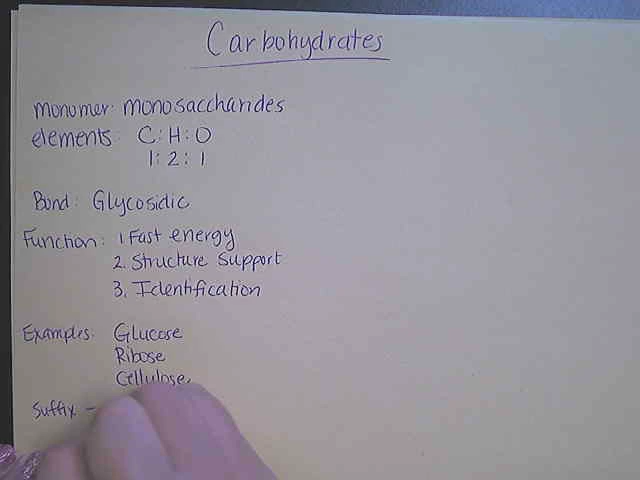 Carbohydrates
monomer: monosaccharides
elements: C:H:O
1:2:1
Bond: Glycosidic
Function: 1. Fast energy
2. Structure Support
3. Identification
Examples: Glucose
Ribose
Cellulose
Suffix -